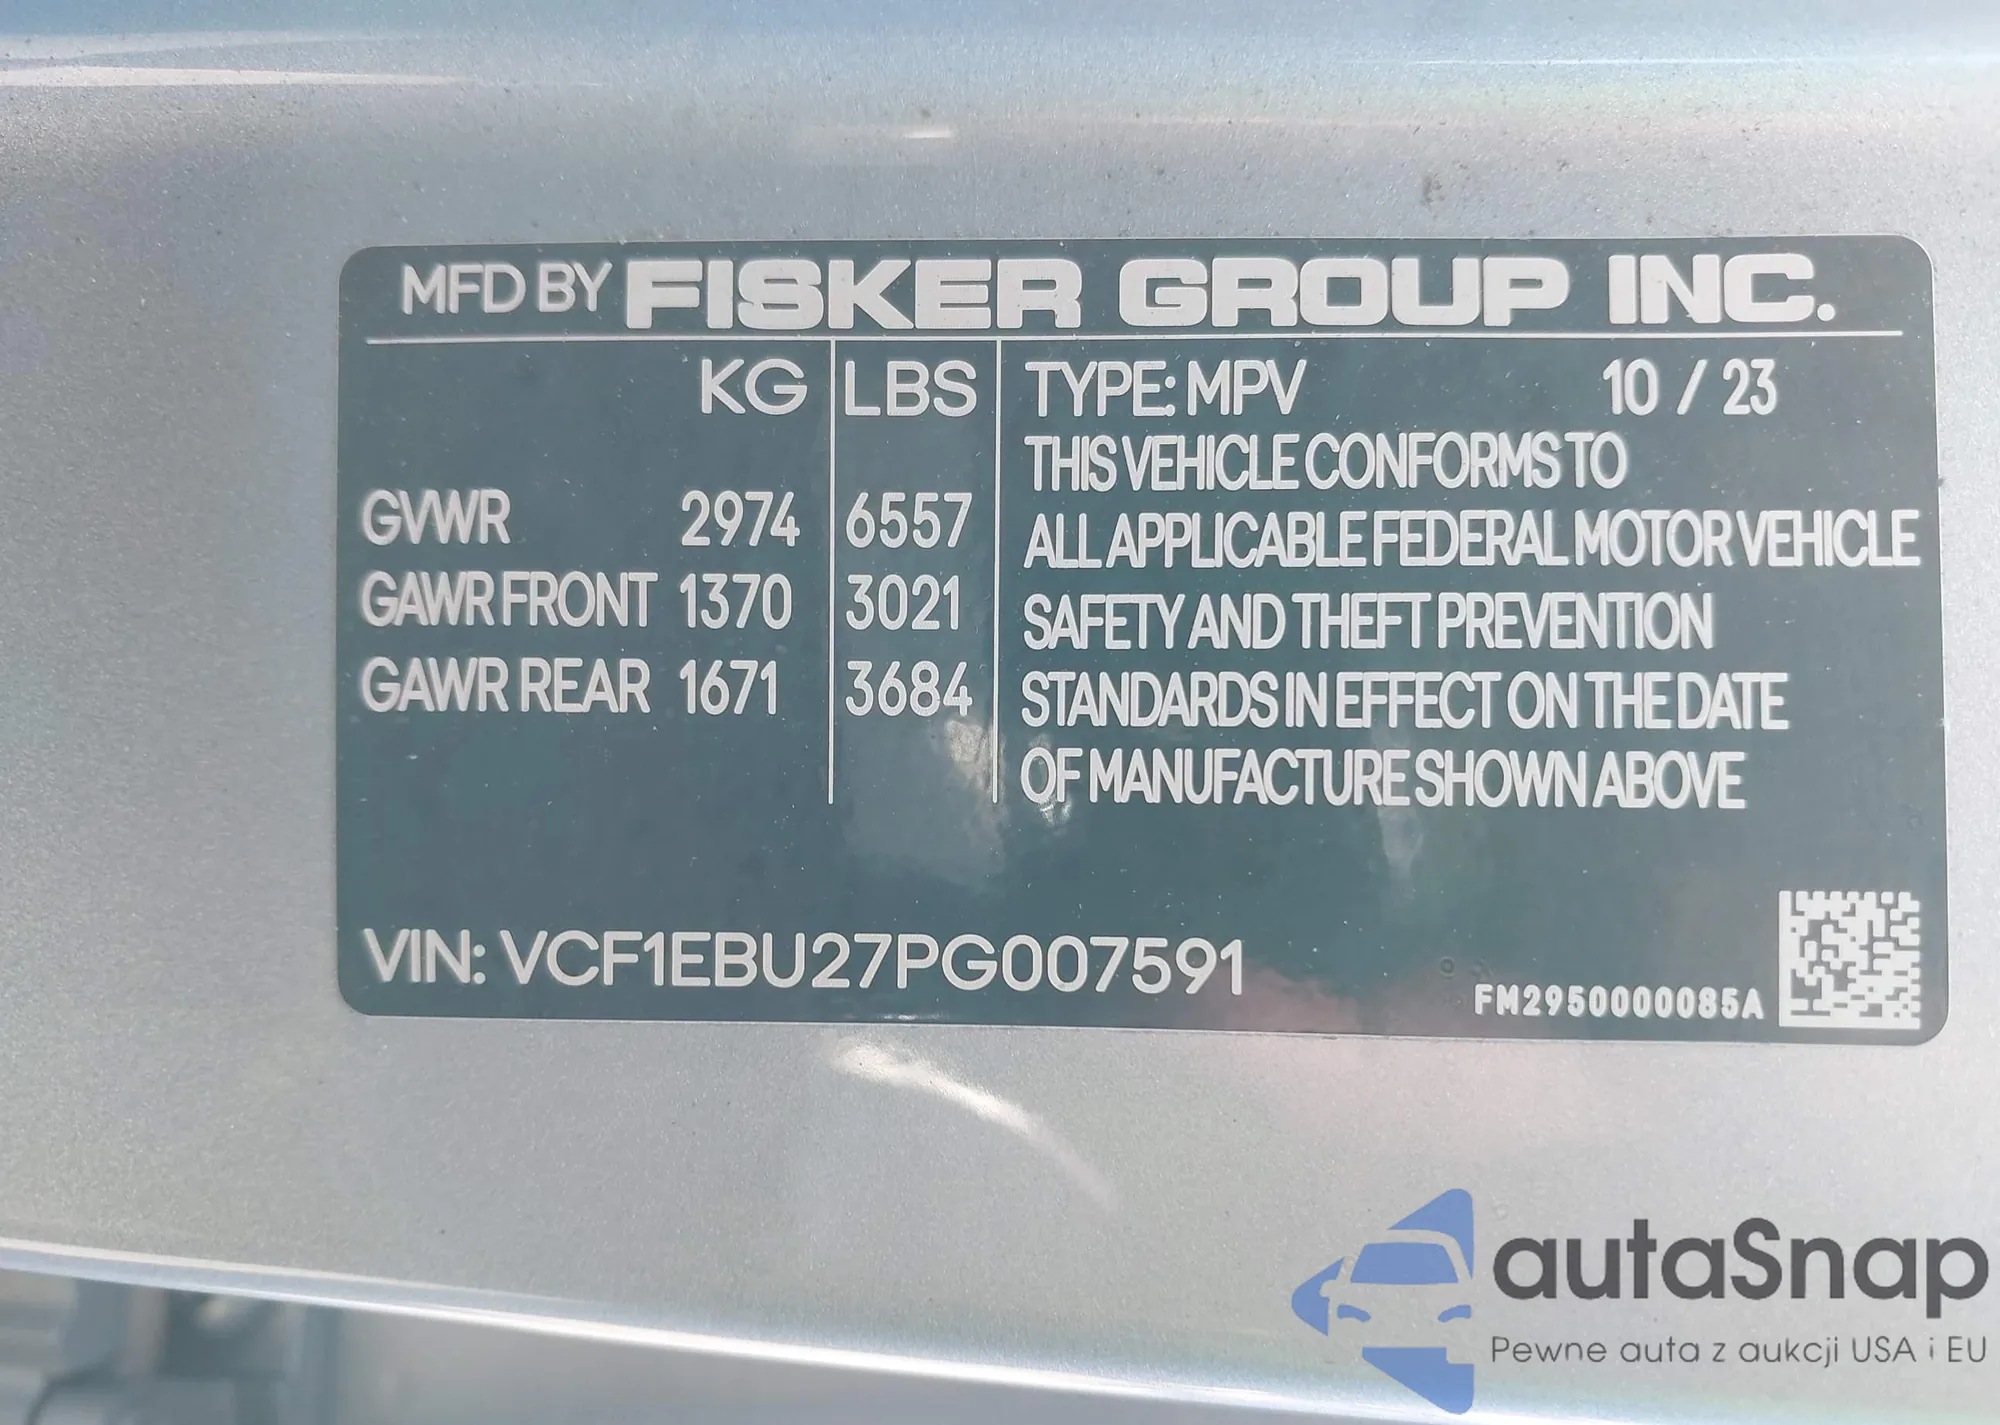 MFD BY FISKER GROUP INC.
KG LBS TYPE: MPV 10 / 23
THIS VEHICLE CONFORMS TO
GVWR 2974 6557 ALL APPLICABLE FEDERAL MOTOR VEHICLE
GAWR FRONT 1370 3021 SAFETY AND THEFT PREVENTION
GAWR REAR 1671 3684 STANDARDS IN EFFECT ON THE DATE
OF MANUFACTURE SHOWN ABOVE
VIN: VCF1EBU27PG007591
FM2950000085A
autaSnap
Pewne auta z aukcji USA i EU